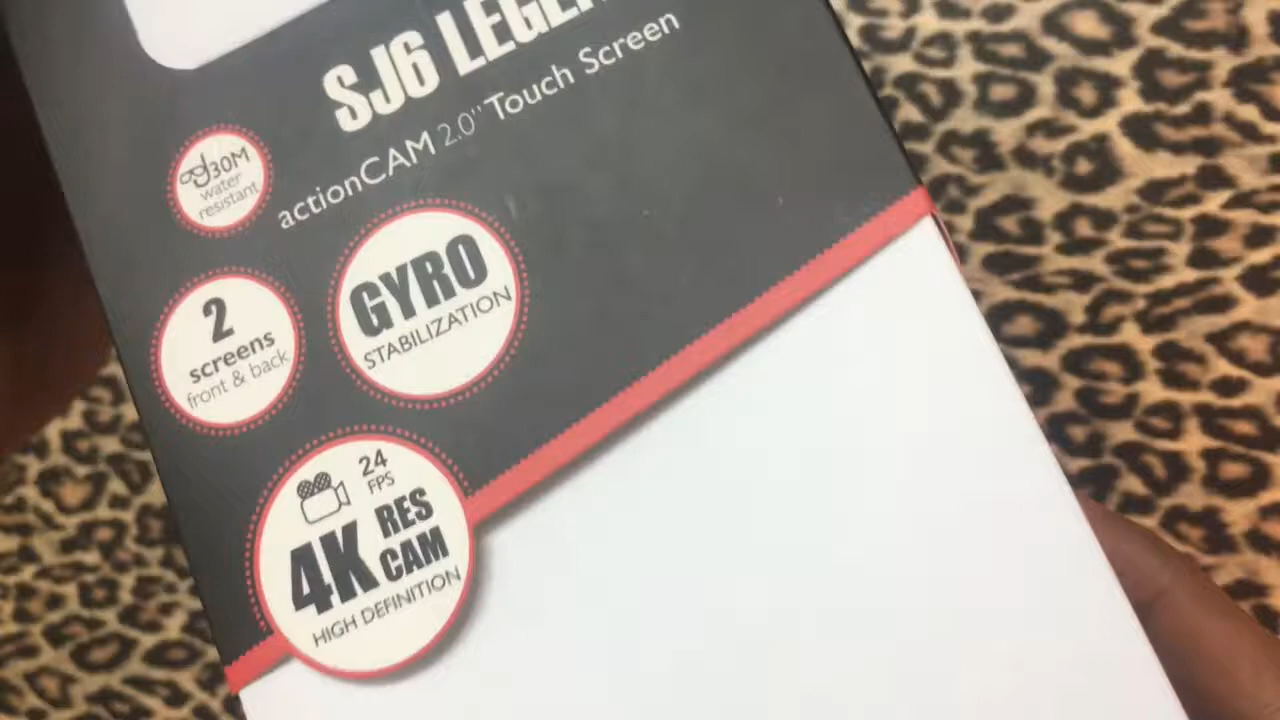 SJ6
actionCAM 2.0" Touch Screen
30M
water
resistant
GYRO
STABILIZATION
2
screens
front & back
24
FPS
4K RES
CAM
HIGH DEFINITION